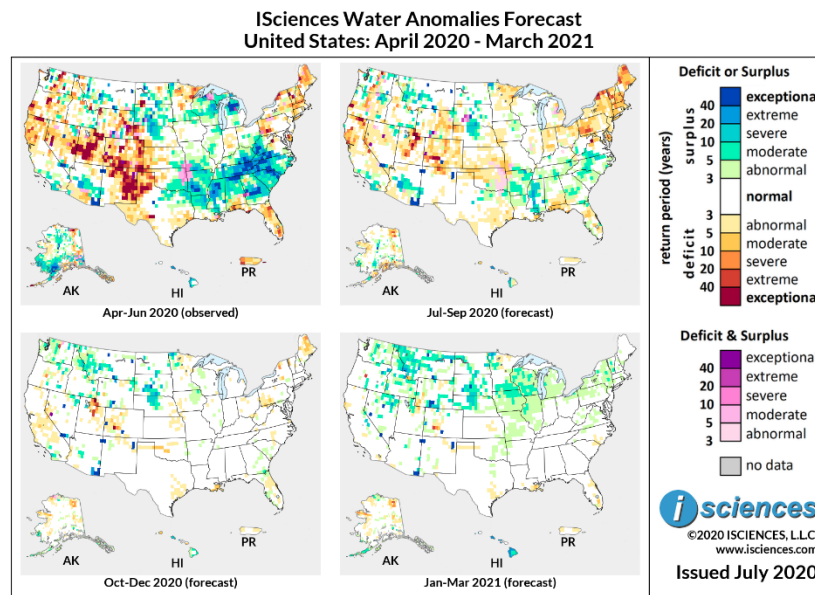 ISciences Water Anomalies Forecast
United States: April 2020 - March 2021
AK
HI
PR
Apr-Jun 2020 (observed)
AK
HI
PR
Jul-Sep 2020 (forecast)
AK
HI
PR
Oct-Dec 2020 (forecast)
AK
HI
PR
Jan-Mar 2021 (forecast)
Deficit or Surplus
return period (years)
surplus
deficit
exceptiona
40
extreme
20
severe
10
moderate
5
abnormal
3
normal
3
abnormal
5
moderate
10
severe
20
extreme
40
exceptiona
Deficit & Surplus
exceptiona
40
extreme
20
severe
10
moderate
5
abnormal
3
no data
i sciences
©2020 ISCIENCES, L.L.C
www.isciences.com
Issued July 2020